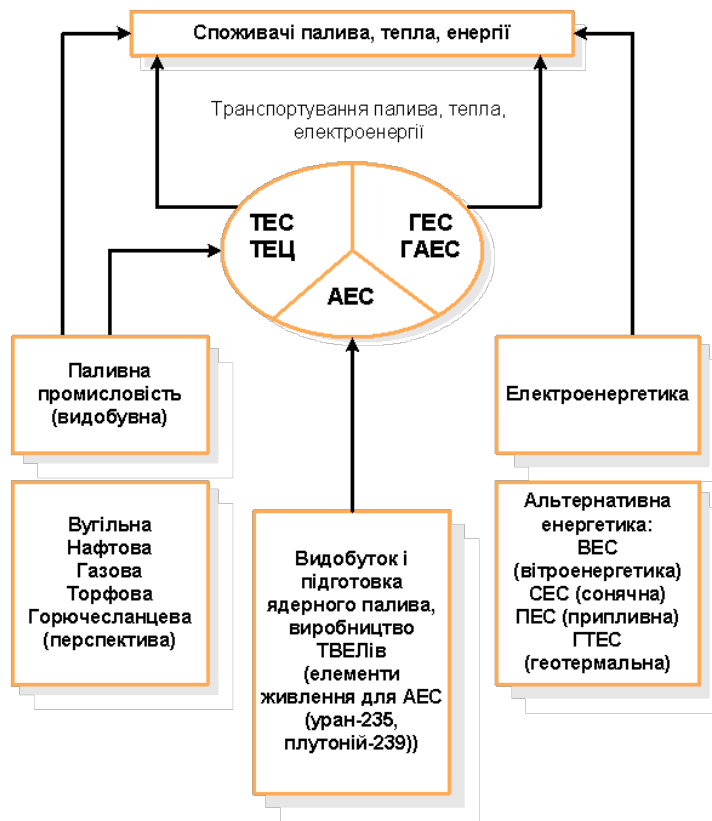 Споживачі палива, тепла, енергії
Транспортування палива, тепла,
електроенергії
ТЕС
ТЕЦ
ГЕС
ГАЕС
АЕС
Паливна
промисловість
(видобувна)
Електроенергетика
Вугільна
Нафтова
Газова
Торфова
Горючесланцева
(перспектива)
Видобуток і
підготовка
ядерного палива,
виробництво
ТВЕЛів
(елементи
живлення для АЕС
(уран-235,
плутоній-239))
Альтернативна
енергетика:
ВЕС
(вітроенергетика)
СЕС (сонячна)
ПЕС (припливна)
ГТЕС
(геотермальна)